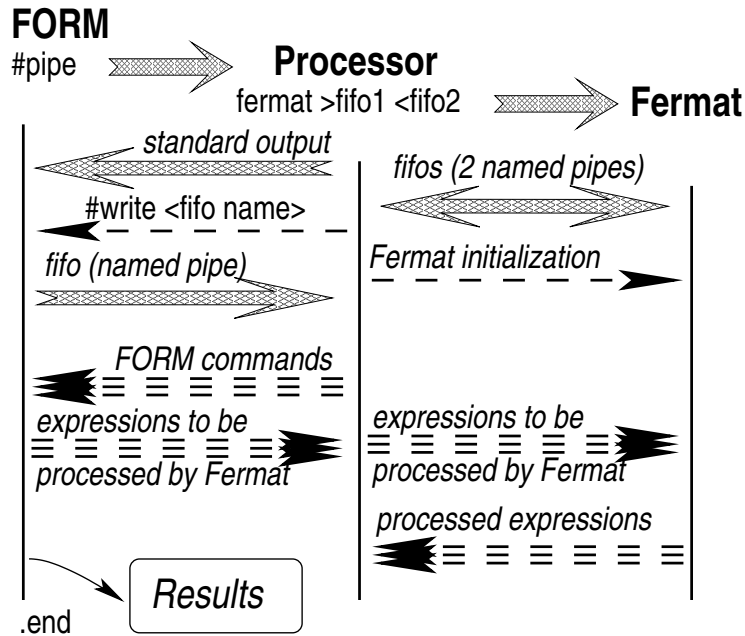 FORM
#pipe
Processor
fermat >fifo1 <fifo2
Fermat
standard output
fifos (2 named pipes)
#write <fifo name>
fifo (named pipe)
Fermat initialization
FORM commands
expressions to be
processed by Fermat
expressions to be
processed by Fermat
processed expressions
Results
.end